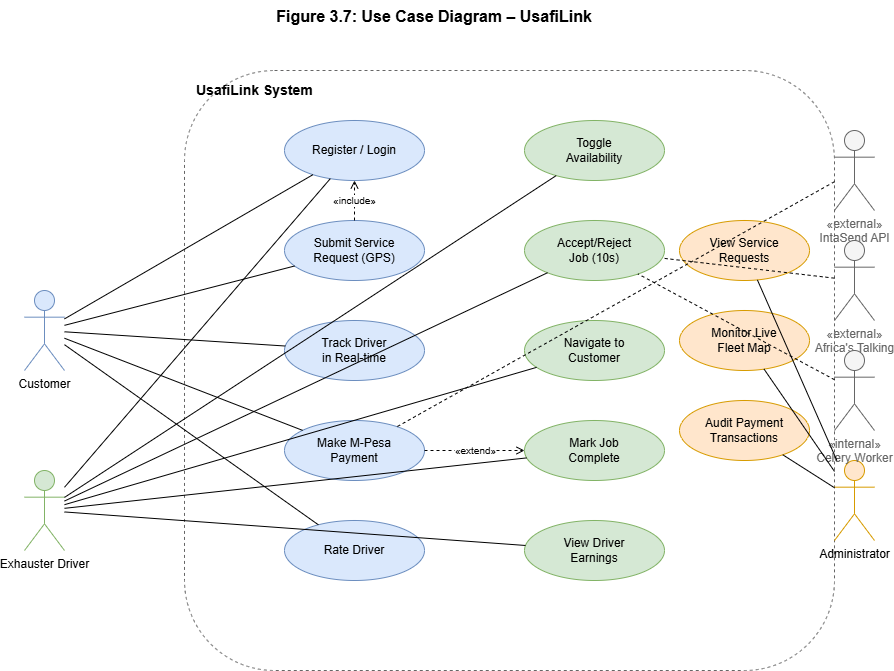 Figure 3.7: Use Case Diagram – UsafiLink
UsafiLink System
Register / Login
«include»
Submit Service
Request (GPS)
Track Driver
in Real-time
Make M-Pesa
Payment
«extend»
Rate Driver
Toggle
Availability
Accept/Reject
Job (10s)
Navigate to
Customer
Mark Job
Complete
View Driver
Earnings
View Service
Requests
Monitor Live
Fleet Map
Audit Payment
Transactions
Customer
Exhauster Driver
«external»
IntaSend API
«external»
Africa's Talking
«internal»
Celery Worker
Administrator